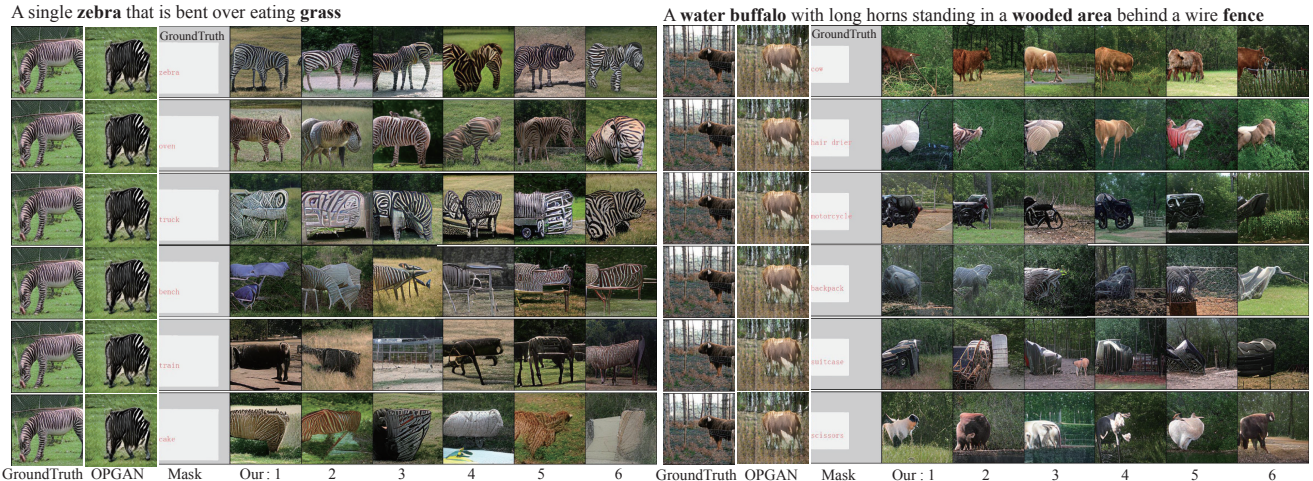 A single zebra that is bent over eating grass
GroundTruth
zebra
oven
truck
bench
train
cake
GroundTruth OPGAN Mask Our : 1 2 3 4 5 6
A water buffalo with long horns standing in a wooded area behind a wire fence
GroundTruth
cow
hair drier
motorcycle
backpack
suitcase
scissors
GroundTruth OPGAN Mask Our : 1 2 3 4 5 6